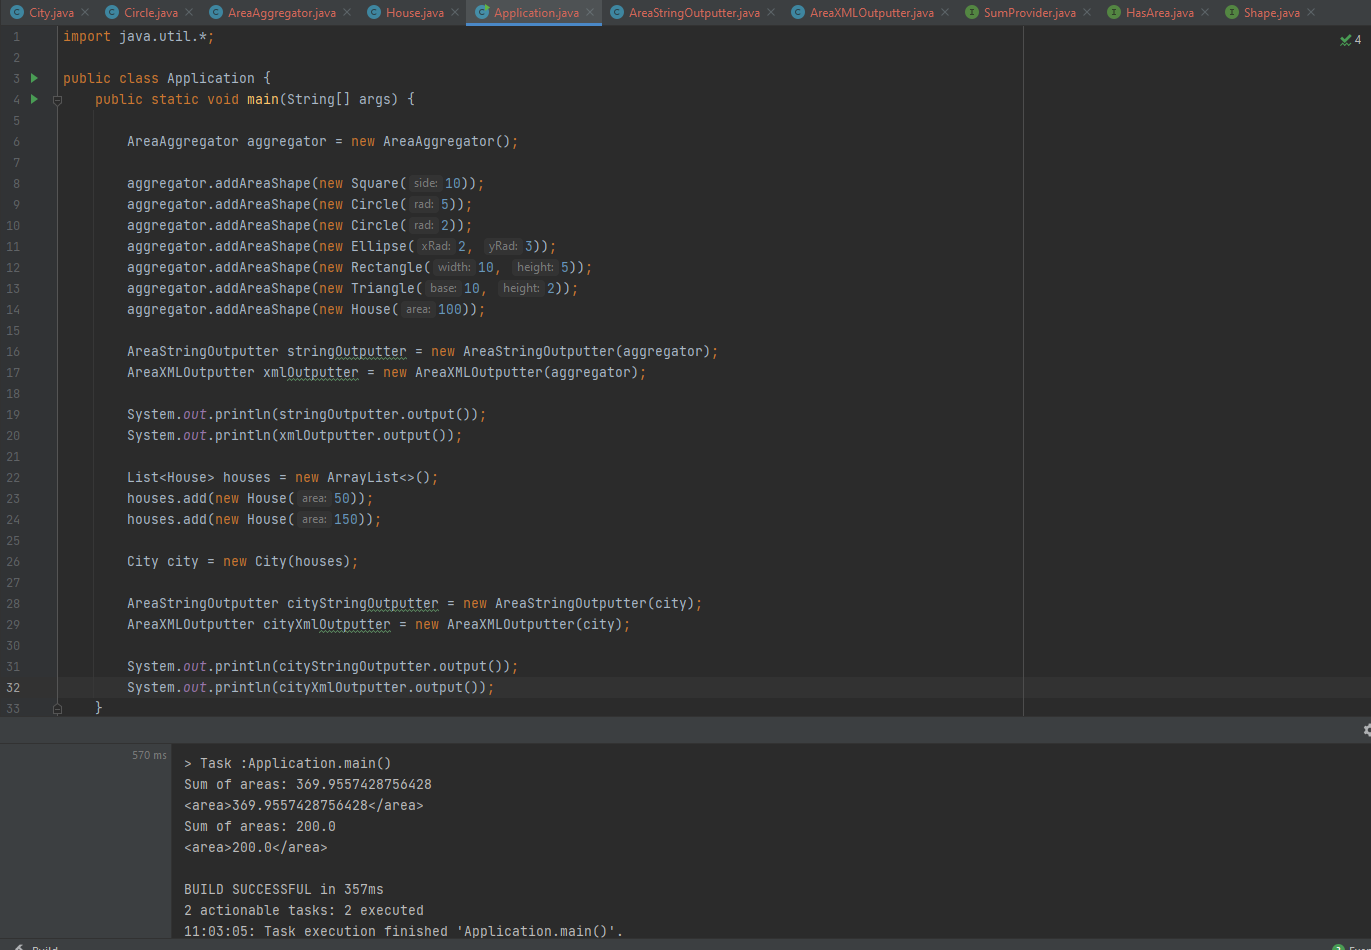 City.java Circle.java AreaAggregator.java House.java Application.java AreaStringOutputter.java AreaXMLOutputter.java SumProvider.java HasArea.java Shape.java
1 import java.util.*; 4
2
3 public class Application {
4 public static void main(String[] args) {
5
6 AreaAggregator aggregator = new AreaAggregator();
7
8 aggregator.addAreaShape(new Square( side: 10));
9 aggregator.addAreaShape(new Circle( rad: 5));
10 aggregator.addAreaShape(new Circle( rad: 2));
11 aggregator.addAreaShape(new Ellipse( xRad: 2, yRad: 3));
12 aggregator.addAreaShape(new Rectangle( width: 10, height: 5));
13 aggregator.addAreaShape(new Triangle( base: 10, height: 2));
14 aggregator.addAreaShape(new House( area: 100));
15
16 AreaStringOutputter stringOutputter = new AreaStringOutputter(aggregator);
17 AreaXMLOutputter xmlOutputter = new AreaXMLOutputter(aggregator);
18
19 System.out.println(stringOutputter.output());
20 System.out.println(xmlOutputter.output());
21
22 List<House> houses = new ArrayList<>();
23 houses.add(new House( area: 50));
24 houses.add(new House( area: 150));
25
26 City city = new City(houses);
27
28 AreaStringOutputter cityStringOutputter = new AreaStringOutputter(city);
29 AreaXMLOutputter cityXmlOutputter = new AreaXMLOutputter(city);
30
31 System.out.println(cityStringOutputter.output());
32 System.out.println(cityXmlOutputter.output());
33 }
570 ms
> Task :Application.main()
Sum of areas: 369.9557428756428
<area>369.9557428756428</area>
Sum of areas: 200.0
<area>200.0</area>
BUILD SUCCESSFUL in 357ms
2 actionable tasks: 2 executed
11:03:05: Task execution finished 'Application.main()'.
Build